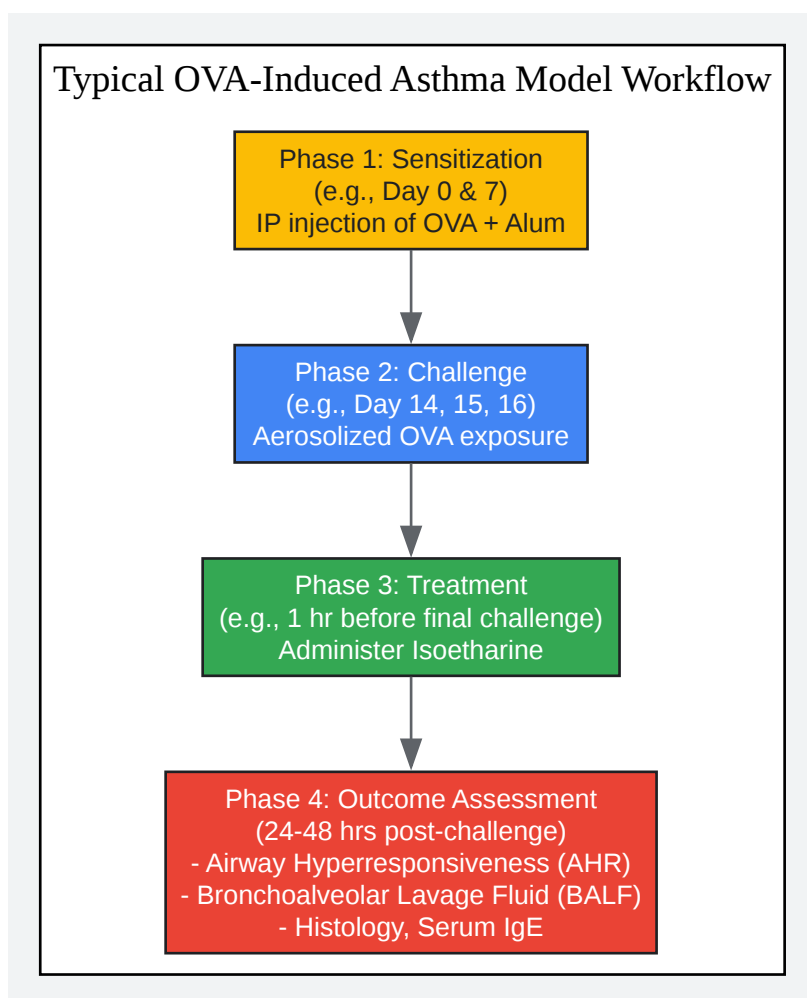 Typical OVA-Induced Asthma Model Workflow
Phase 1: Sensitization
(e.g., Day 0 & 7)
IP injection of OVA + Alum
Phase 2: Challenge
(e.g., Day 14, 15, 16)
Aerosolized OVA exposure
Phase 3: Treatment
(e.g., 1 hr before final challenge)
Administer Isoetharine
Phase 4: Outcome Assessment
(24-48 hrs post-challenge)
- Airway Hyperresponsiveness (AHR)
- Bronchoalveolar Lavage Fluid (BALF)
- Histology, Serum IgE